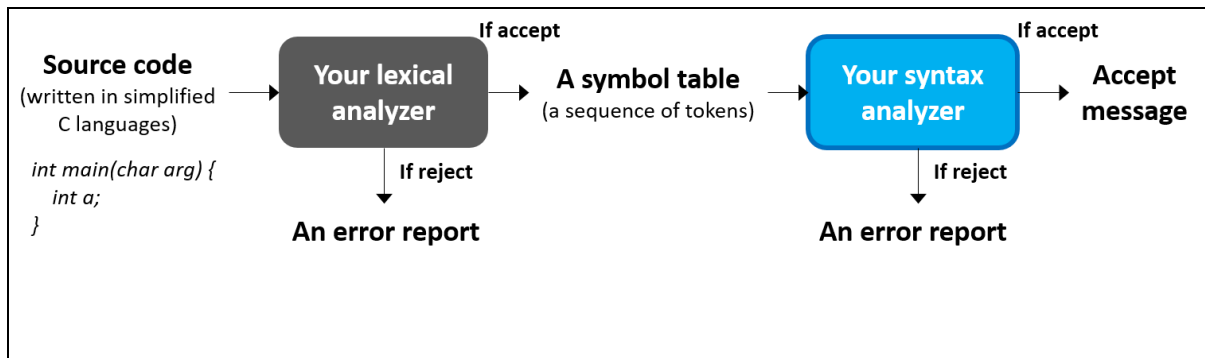 Source code
(written in simplified
C languages)
int main(char arg) {
int a;
}
Your lexical
analyzer
If accept
If reject
An error report
A symbol table
(a sequence of tokens)
Your syntax
analyzer
If accept
If reject
An error report
Accept
message